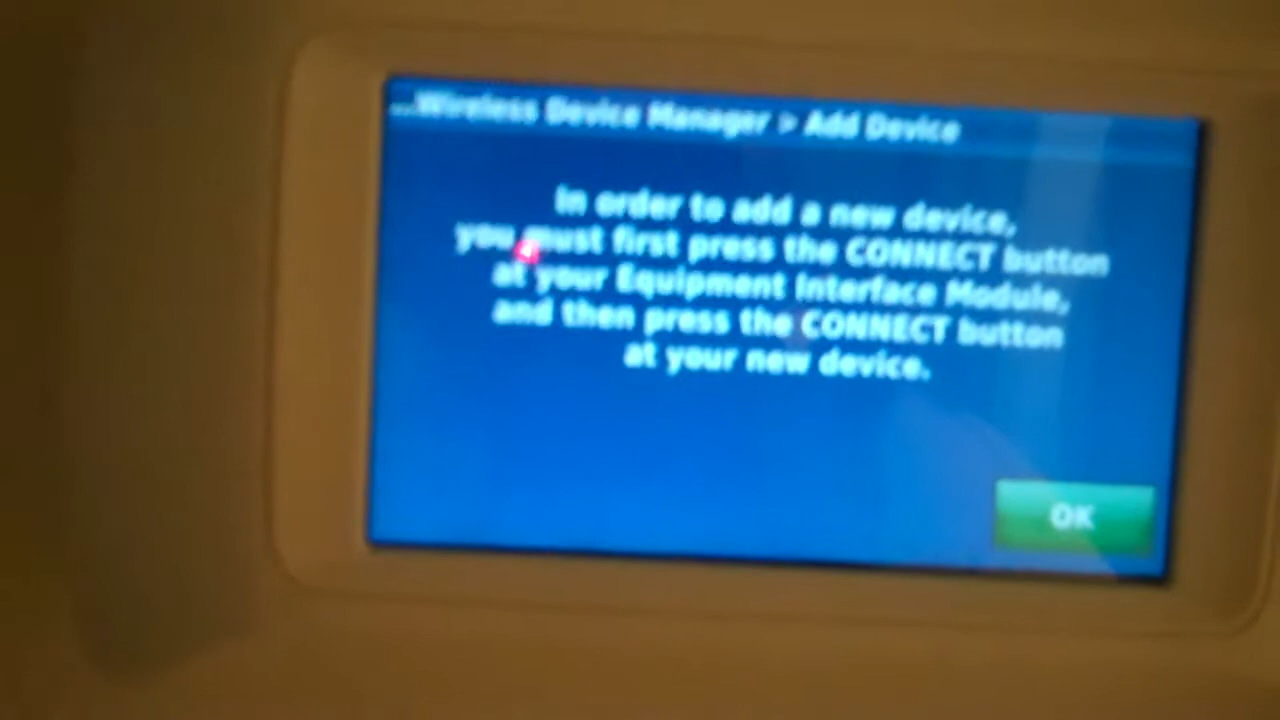 ...Wireless Device Manager > Add Device
In order to add a new device,
you must first press the CONNECT button
at your Equipment Interface Module,
and then press the CONNECT button
at your new device.
OK